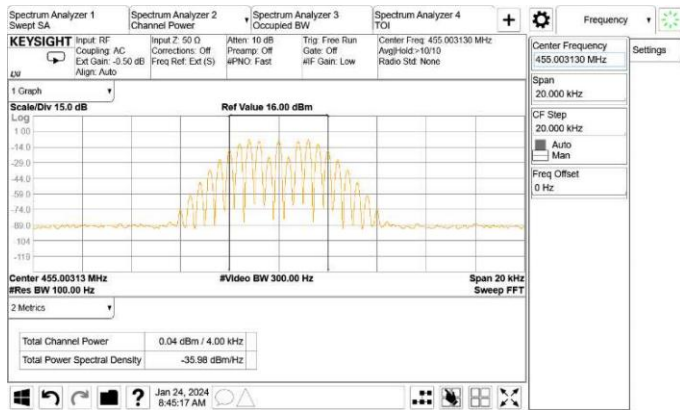 Spectrum Analyzer 1
Swept SA
Spectrum Analyzer 2
Channel Power
Spectrum Analyzer 3
Occupied BW
Spectrum Analyzer 4
TOI
+
Frequency
KEYSIGHT
Input: RF
Coupling: AC
Ext Gain: -0.50 dB
Align: Auto
Input Z: 50 Ω
Corrections: Off
Freq Ref: Ext (S)
Atten: 10 dB
Preamp: Off
#PNO: Fast
Trig: Free Run
Gate: Off
#IF Gain: Low
Center Freq: 455.003130 MHz
Avg|Hold:>10/10
Radio Std: None
Center Frequency
455.003130 MHz
Settings
Span
20.000 kHz
CF Step
20.000 kHz
Auto
Man
Freq Offset
0 Hz
1 Graph
Scale/Div 15.0 dB
Ref Value 16.00 dBm
Log
1.00
-14.0
-29.0
-44.0
-59.0
-74.0
-89.0
-104
-119
Center 455.00313 MHz
#Video BW 300.00 Hz
Span 20 kHz
#Res BW 100.00 Hz
Sweep FFT
2 Metrics
Total Channel Power 0.04 dBm / 4.00 kHz
Total Power Spectral Density -35.98 dBm/Hz
?
Jan 24, 2024
8:45:17 AM